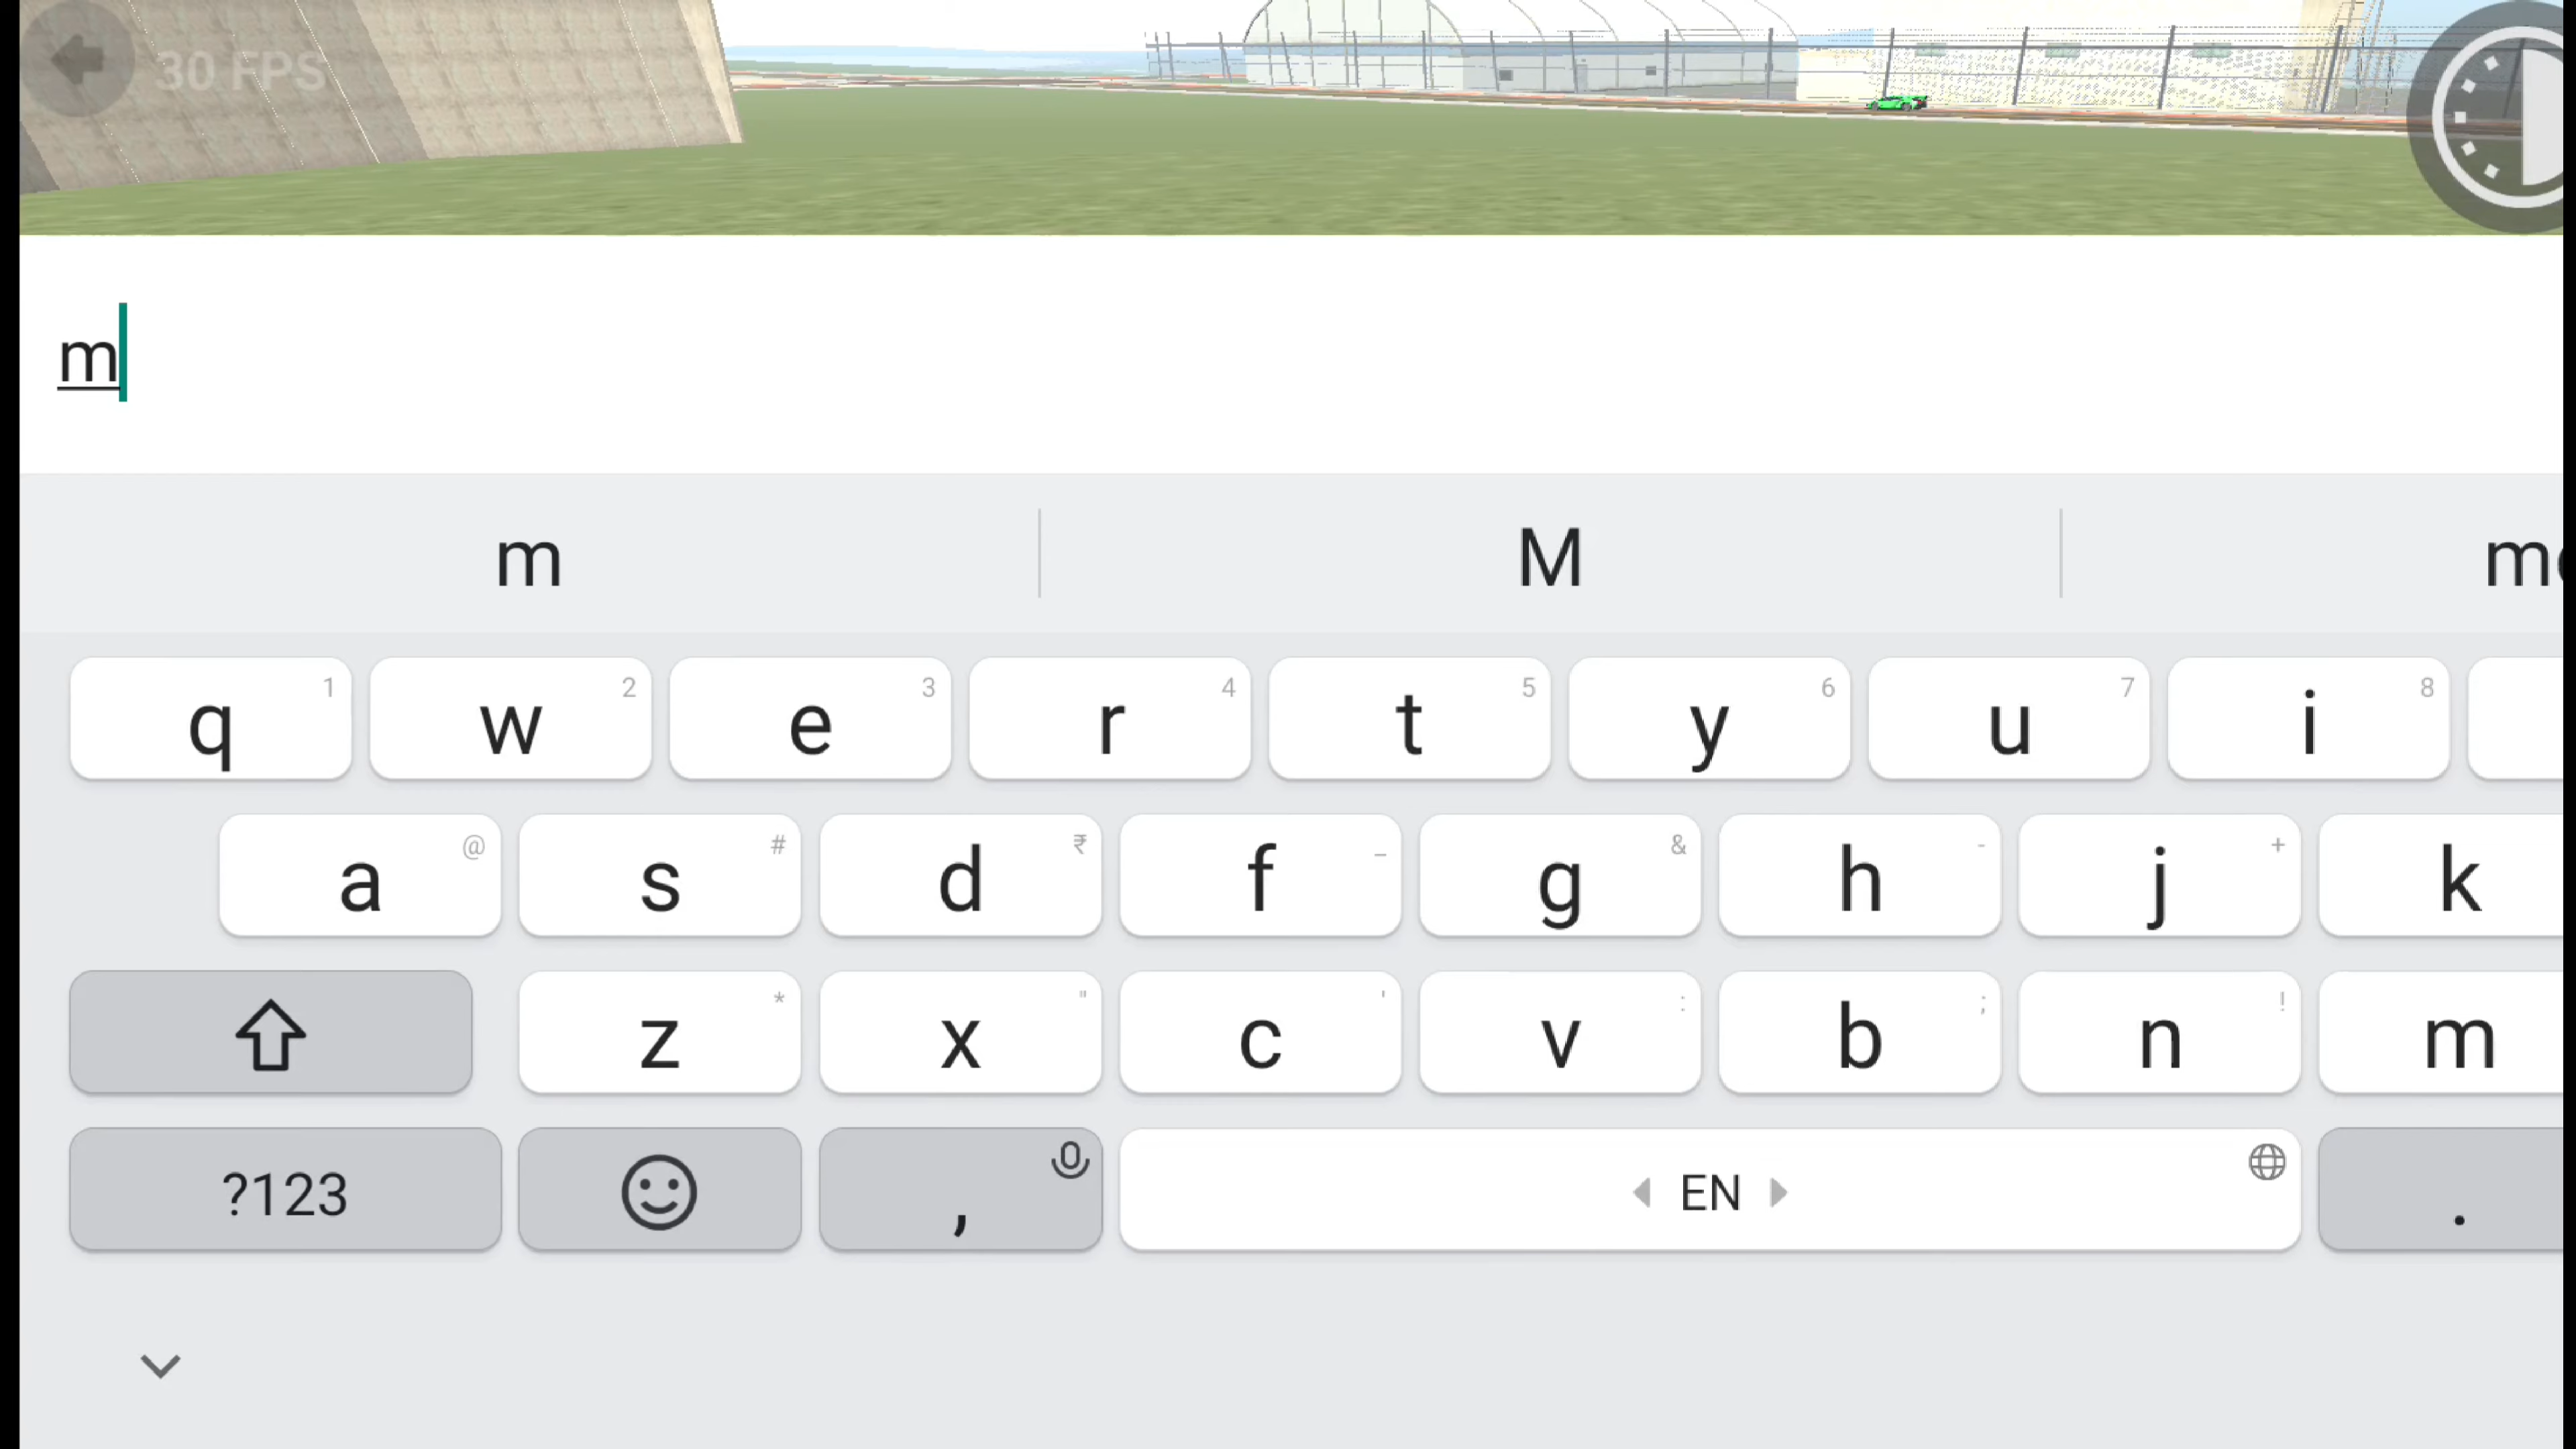 30 FPS
m
m M
q 1 w 2 e 3 r 4 t 5 y 6 u 7 i 8
a @ s # d ₹ f _ g & h - j + k
z * x " c ' v : b ; n ! m
?123 , EN .